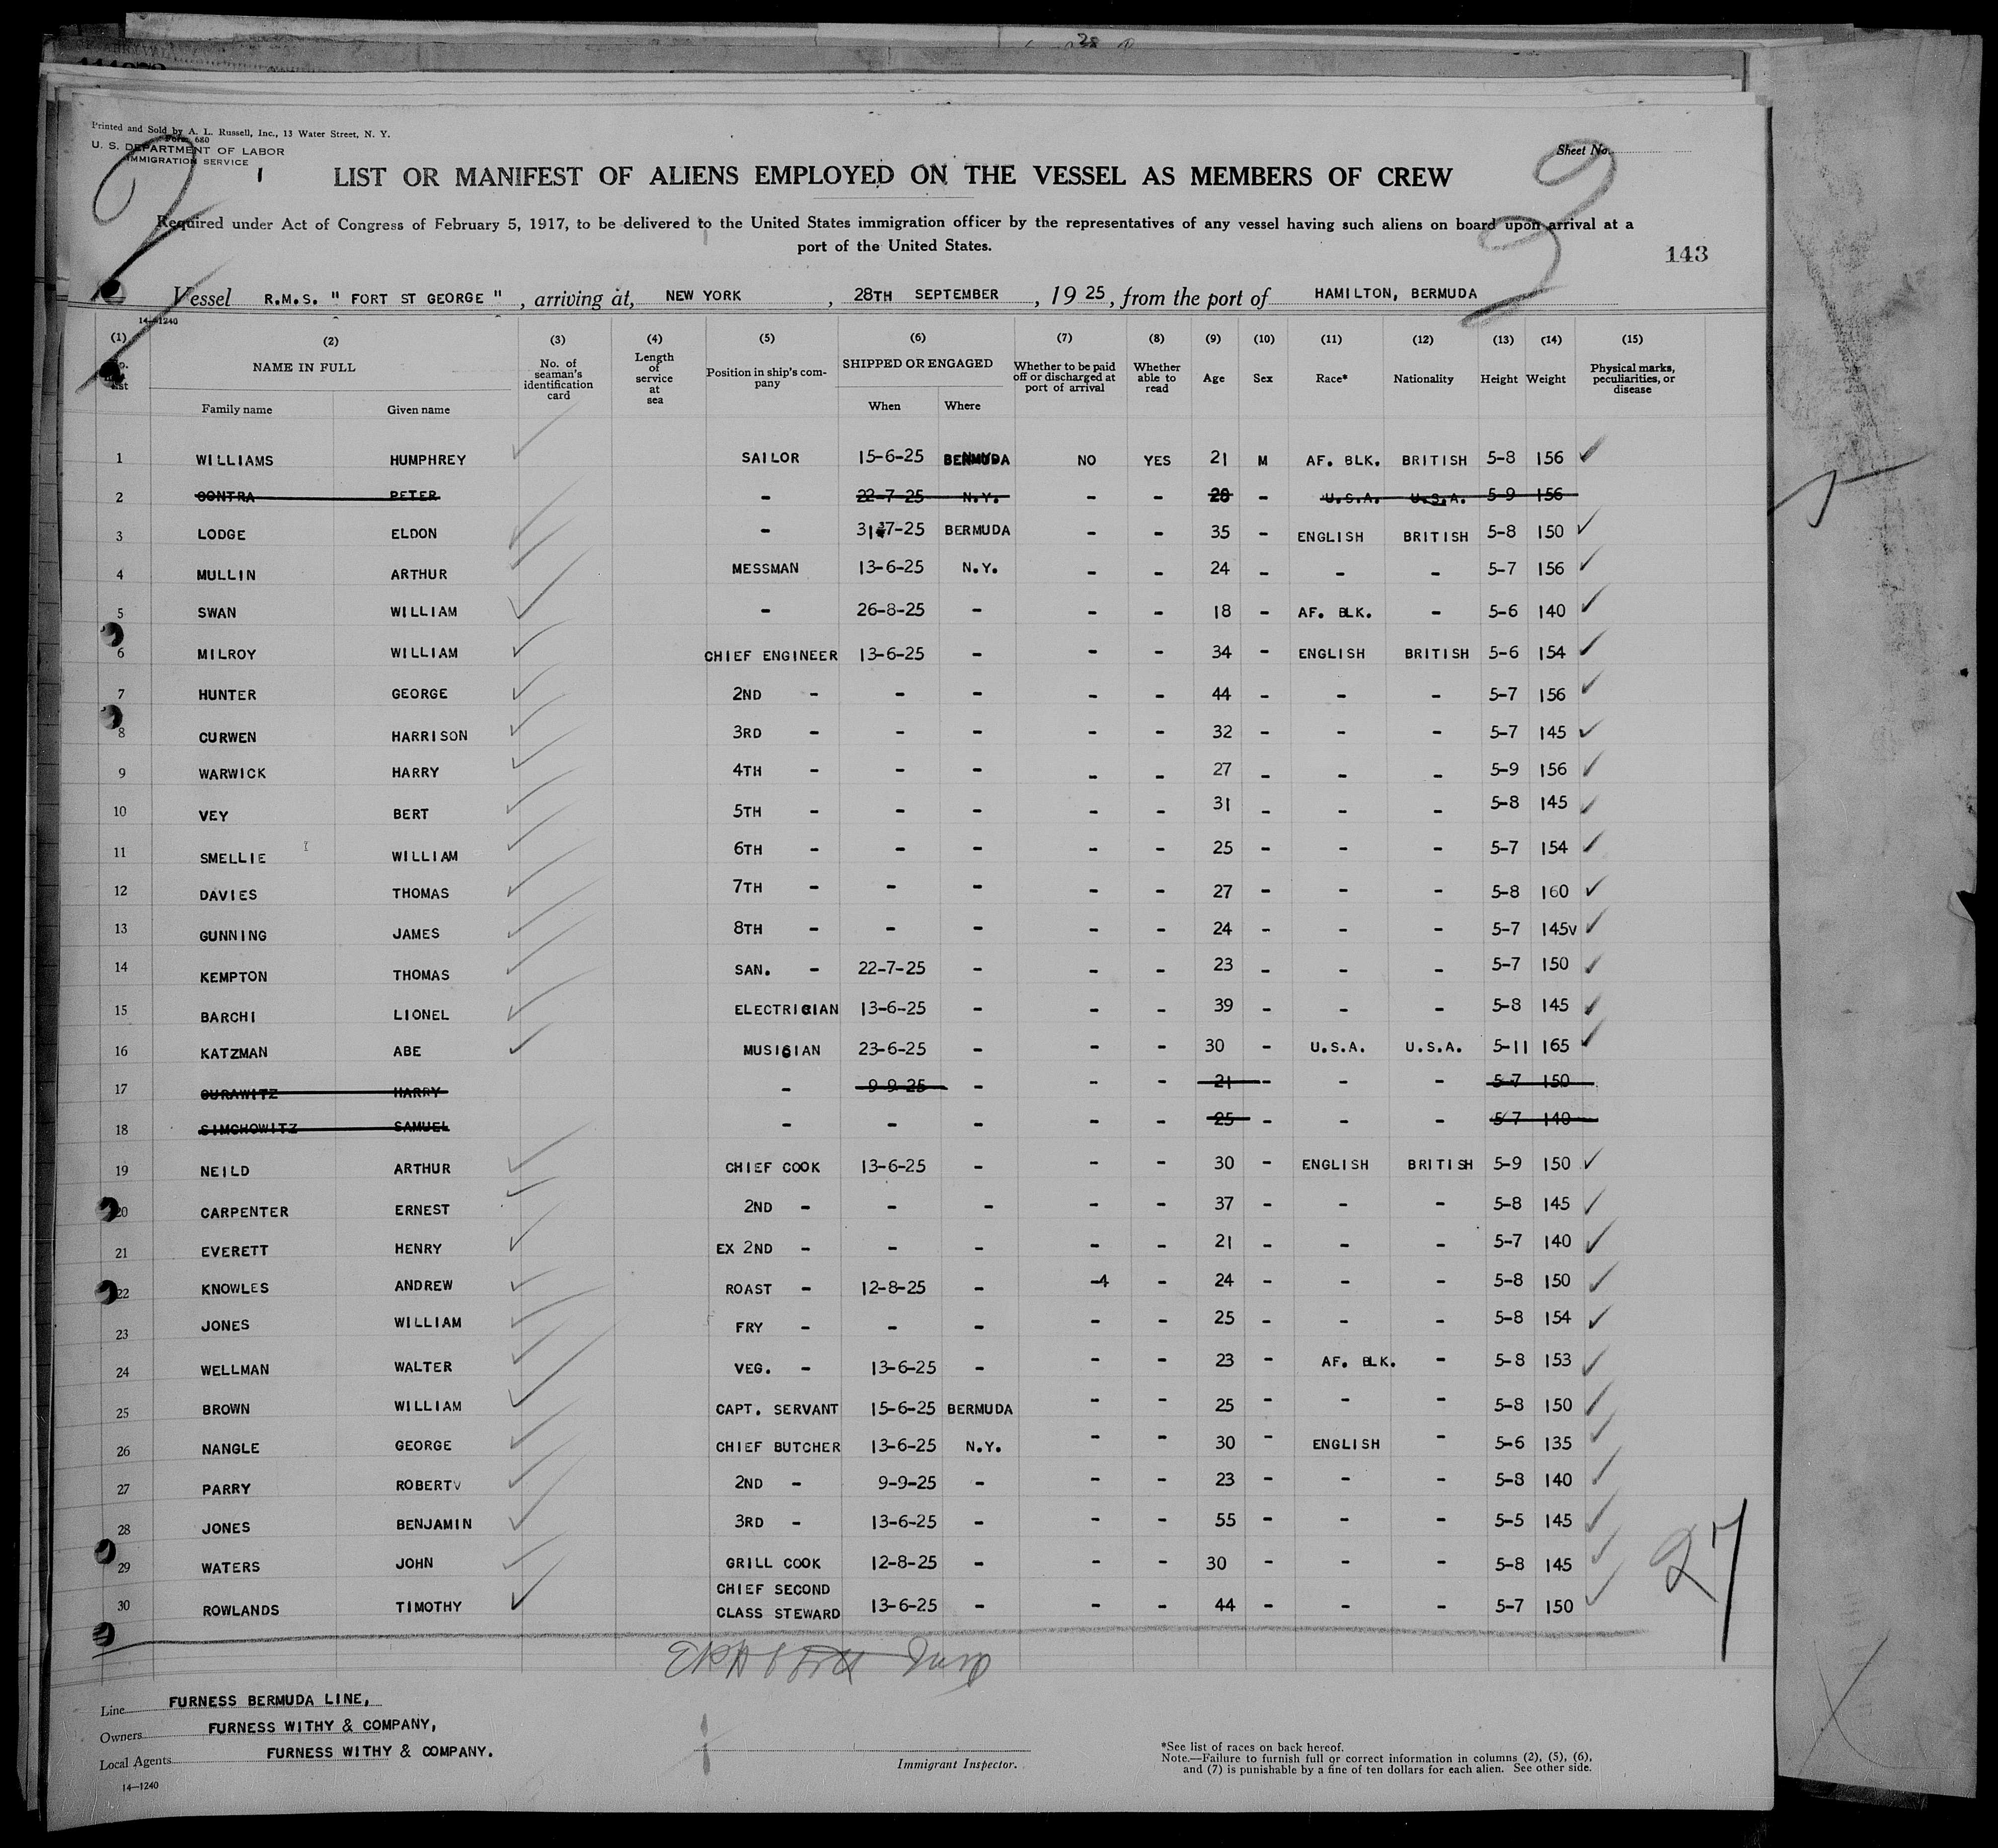 Printed and Sold by A. L. Russell, Inc., 13 Water Street, N. Y.
Form 680
U. S. DEPARTMENT OF LABOR
IMMIGRATION SERVICE
Sheet No.
LIST OR MANIFEST OF ALIENS EMPLOYED ON THE VESSEL AS MEMBERS OF CREW
Required under Act of Congress of February 5, 1917, to be delivered to the United States immigration officer by the representatives of any vessel having such aliens on board upon arrival at a
port of the United States.
143
Vessel R.M.S. " FORT ST GEORGE " , arriving at, NEW YORK , 28TH SEPTEMBER , 19 25 , from the port of HAMILTON, BERMUDA
14-1240
(1) (2) (3) (4) (5) (6) (7) (8) (9) (10) (11) (12) (13) (14) (15)
No. list NAME IN FULL No. of seaman's identification card Length of service at sea Position in ship's company SHIPPED OR ENGAGED Whether to be paid off or discharged at port of arrival Whether able to read Age Sex Race* Nationality Height Weight Physical marks, peculiarities, or disease
Family name Given name When Where
1 WILLIAMS HUMPHREY SAILOR 15-6-25 BERMUDA NO YES 21 M AF. BLK. BRITISH 5-8 156
2 CONTRA PETER - 22-7-25 N.Y. - - 28 - U.S.A. U.S.A. 5-9 156
3 LODGE ELDON - 31-7-25 BERMUDA - - 35 - ENGLISH BRITISH 5-8 150
4 MULLIN ARTHUR MESSMAN 13-6-25 N.Y. - - 24 - - - 5-7 156
5 SWAN WILLIAM - 26-8-25 - - - 18 - AF. BLK. - 5-6 140
6 MILROY WILLIAM CHIEF ENGINEER 13-6-25 - - - 34 - ENGLISH BRITISH 5-6 154
7 HUNTER GEORGE 2ND - - - - - 44 - - - 5-7 156
8 CURWEN HARRISON 3RD - - - - - 32 - - - 5-7 145
9 WARWICK HARRY 4TH - - - - - 27 - - - 5-9 156
10 VEY BERT 5TH - - - - - 31 - - - 5-8 145
11 SMELLIE WILLIAM 6TH - - - - - 25 - - - 5-7 154
12 DAVIES THOMAS 7TH - - - - - 27 - - - 5-8 160
13 GUNNING JAMES 8TH - - - - - 24 - - - 5-7 145v
14 KEMPTON THOMAS SAN. - 22-7-25 - - - 23 - - - 5-7 150
15 BARCHI LIONEL ELECTRICIAN 13-6-25 - - - 39 - - - 5-8 145
16 KATZMAN ABE MUSICIAN 23-6-25 - - - 30 - U.S.A. U.S.A. 5-11 165
17 GURAWITZ HARRY - 9-9-25 - - - 21 - - - 5-7 150
18 SIMCHOWITZ SAMUEL - - - - - 25 - - - 5-7 140
19 NEILD ARTHUR CHIEF COOK 13-6-25 - - - 30 - ENGLISH BRITISH 5-9 150
20 CARPENTER ERNEST 2ND - - - - - 37 - - - 5-8 145
21 EVERETT HENRY EX 2ND - - - - - 21 - - - 5-7 140
22 KNOWLES ANDREW ROAST - 12-8-25 - -4 - 24 - - - 5-8 150
23 JONES WILLIAM FRY - - - - - 25 - - - 5-8 154
24 WELLMAN WALTER VEG. - 13-6-25 - - - 23 - AF. BLK. - 5-8 153
25 BROWN WILLIAM CAPT. SERVANT 15-6-25 BERMUDA - - 25 - - - 5-8 150
26 NANGLE GEORGE CHIEF BUTCHER 13-6-25 N.Y. - - 30 - ENGLISH - 5-6 135
27 PARRY ROBERTV 2ND - 9-9-25 - - - 23 - - - 5-8 140
28 JONES BENJAMIN 3RD - 13-6-25 - - - 55 - - - 5-5 145
29 WATERS JOHN GRILL COOK 12-8-25 - - - 30 - - - 5-8 145
30 ROWLANDS TIMOTHY CHIEF SECOND CLASS STEWARD 13-6-25 - - - 44 - - - 5-7 150
27
Line FURNESS BERMUDA LINE,
Owners FURNESS WITHY & COMPANY,
Local Agents FURNESS WITHY & COMPANY.
14-1240
Immigrant Inspector.
*See list of races on back hereof.
Note.—Failure to furnish full or correct information in columns (2), (5), (6),
and (7) is punishable by a fine of ten dollars for each alien. See other side.